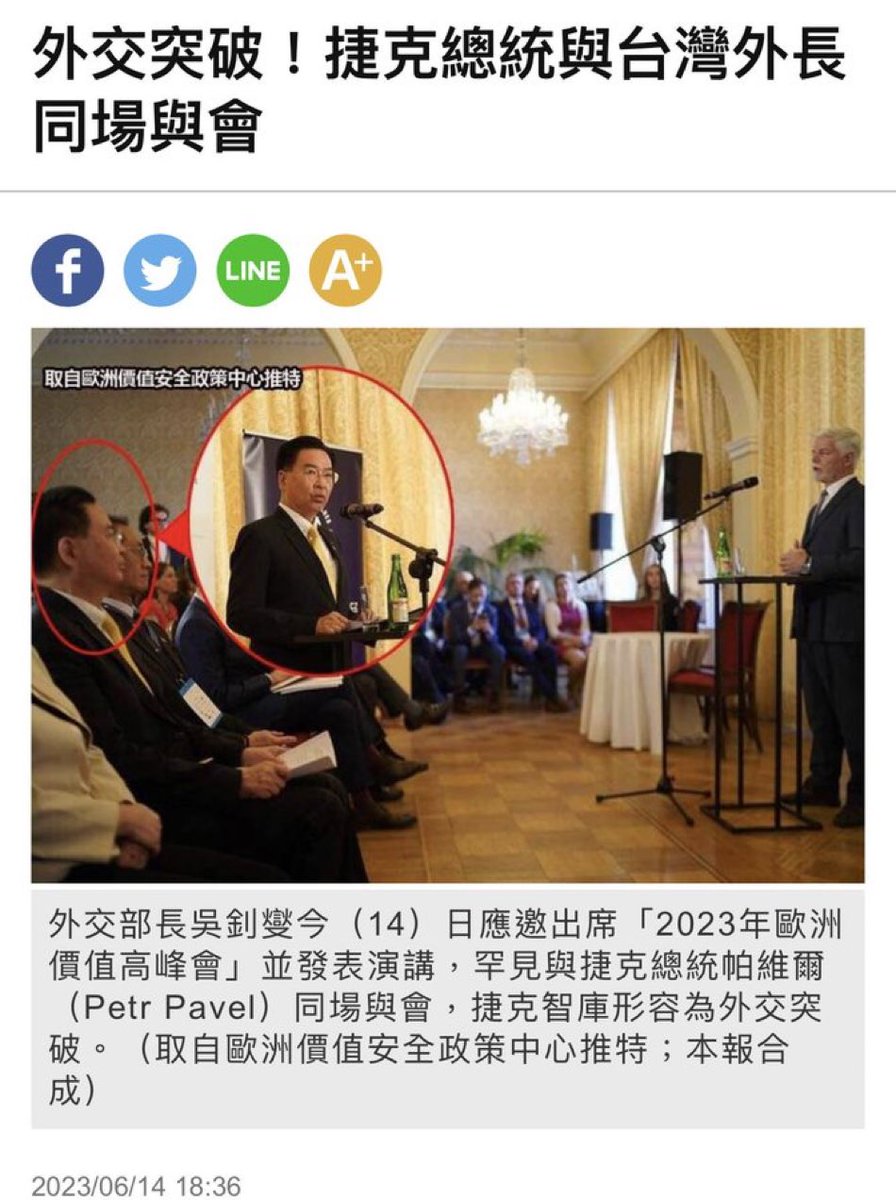 外交突破！捷克總統與台灣外長
同場與會
f
LINE
A+
取自歐洲價值安全政策中心推特
外交部長吳釗燮今（14）日應邀出席「2023年歐洲
價值高峰會」並發表演講，罕見與捷克總統帕維爾
（Petr Pavel）同場與會，捷克智庫形容為外交突
破。（取自歐洲價值安全政策中心推特；本報合
成）
2023/06/14 18:36